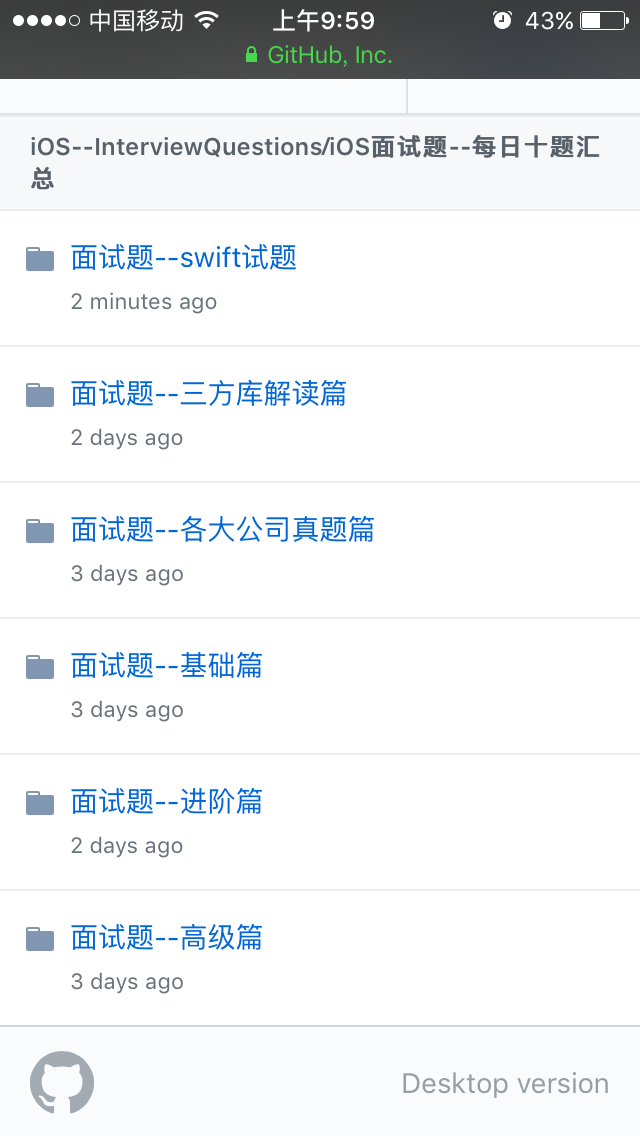 中国移动 上午9:59 43%
GitHub, Inc.
iOS--InterviewQuestions/iOS面试题--每日十题汇
总
面试题--swift试题
2 minutes ago
面试题--三方库解读篇
2 days ago
面试题--各大公司真题篇
3 days ago
面试题--基础篇
3 days ago
面试题--进阶篇
2 days ago
面试题--高级篇
3 days ago
Desktop version